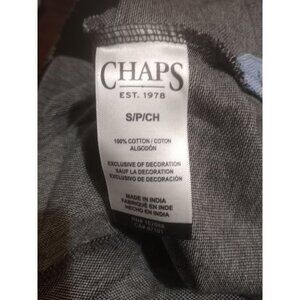 CHAPS
EST. 1978
S/P/CH
100% COTTON / COTON
ALGODÓN
EXCLUSIVE OF DECORATION
SAUF LA DECORATION
EXCLUSIVO DE DECORACIÓN
MADE IN INDIA
FABRIQUÉ EN INDE
HECHO EN INDIA